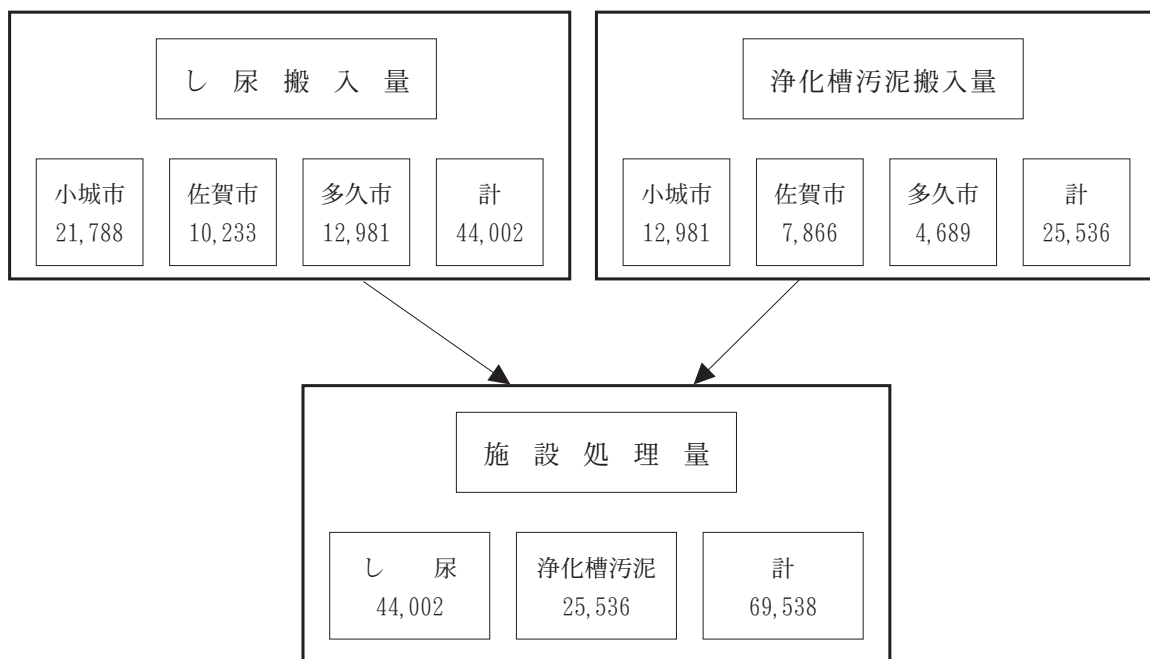 し尿搬入量
小城市
21,788
佐賀市
10,233
多久市
12,981
計
44,002
浄化槽汚泥搬入量
小城市
12,981
佐賀市
7,866
多久市
4,689
計
25,536
施設処理量
し尿
44,002
浄化槽汚泥
25,536
計
69,538